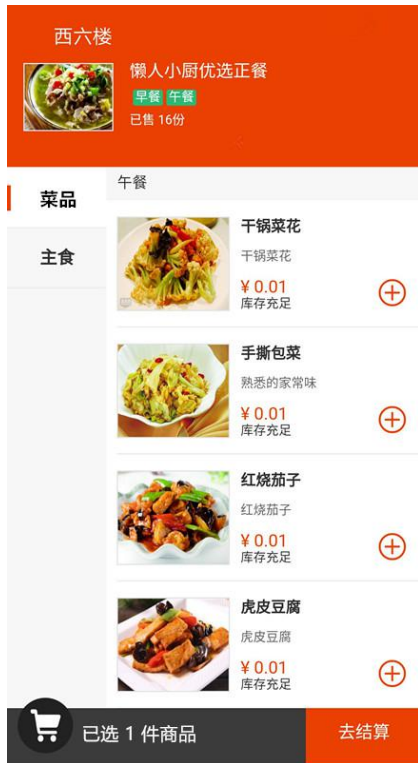 西六楼
懒人小厨优选正餐
早餐 午餐
已售 16份
菜品
主食
午餐
干锅菜花
干锅菜花
¥ 0.01
库存充足
手撕包菜
熟悉的家常味
¥ 0.01
库存充足
红烧茄子
红烧茄子
¥ 0.01
库存充足
虎皮豆腐
虎皮豆腐
¥ 0.01
库存充足
已选 1 件商品
去结算